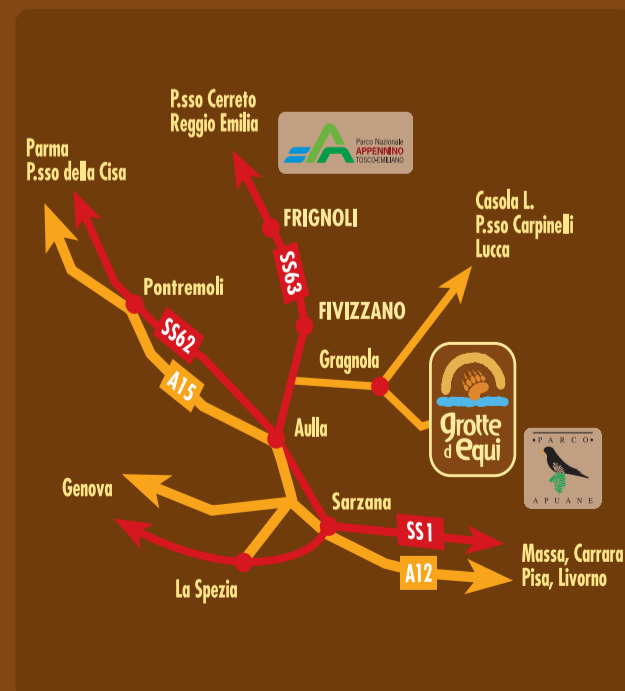 P.sso Cerreto
Reggio Emilia
Parco Nazionale
APPENNINO
TOSCO-EMILIANO
Parma
P.sso della Cisa
Casola L.
P.sso Carpinelli
Lucca
FRIGNOLI
SS63
Pontremoli
FIVIZZANO
SS62
Gragnola
A15
grotte
d equi
Aulla
•PARCO•
APUANE
Genova
Sarzana
SS1
Massa, Carrara
Pisa, Livorno
A12
La Spezia